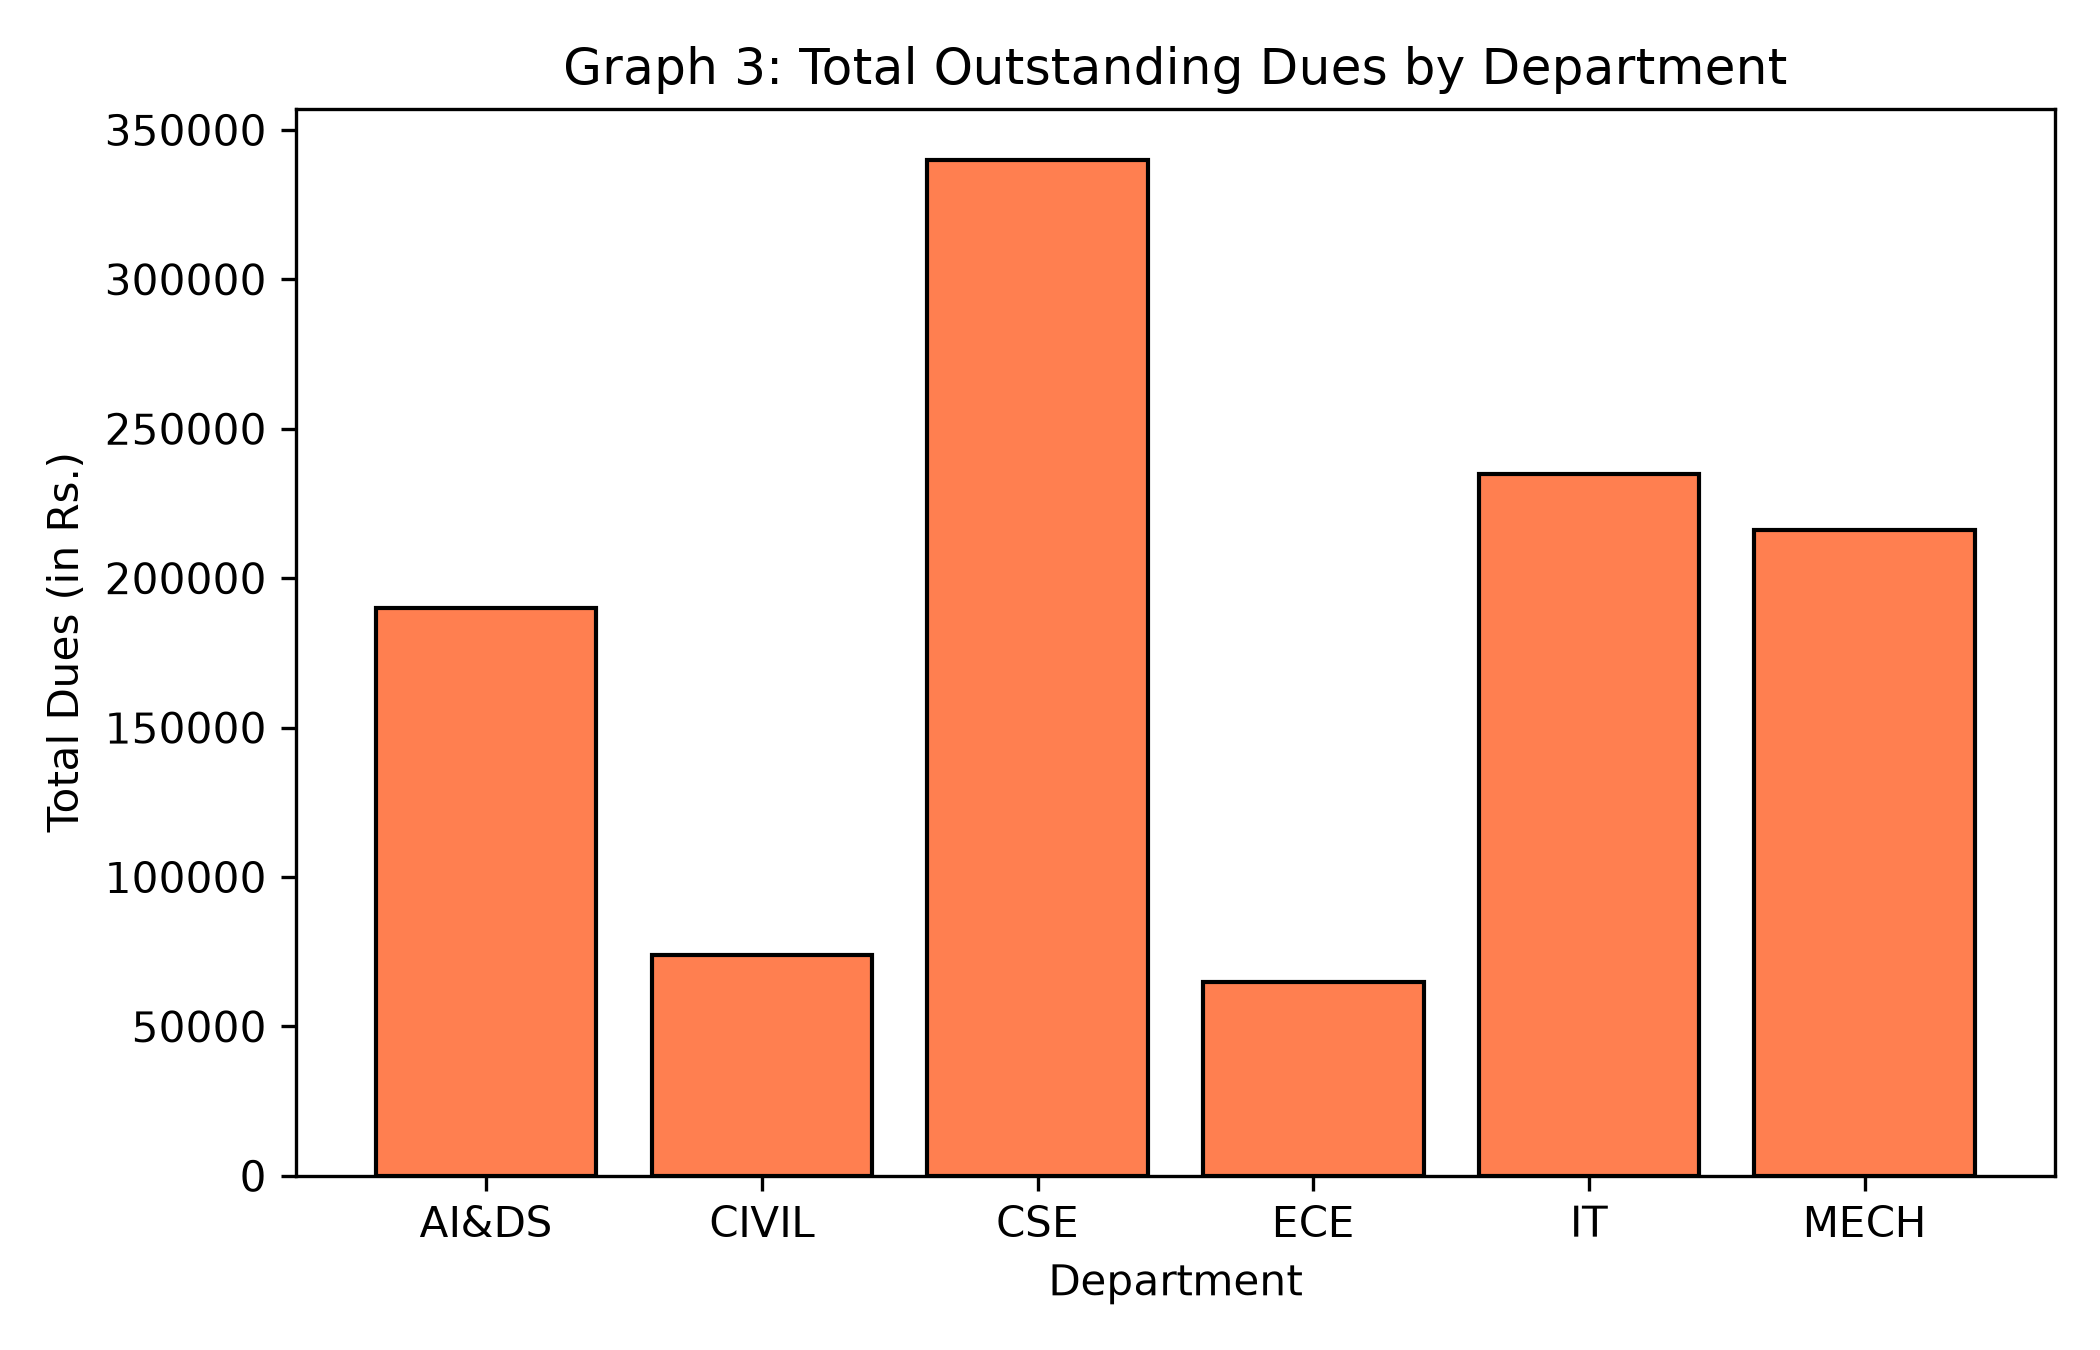 Graph 3: Total Outstanding Dues by Department
Total Dues (in Rs.)
350000
300000
250000
200000
150000
100000
50000
0
AI&DS CIVIL CSE ECE IT MECH
Department